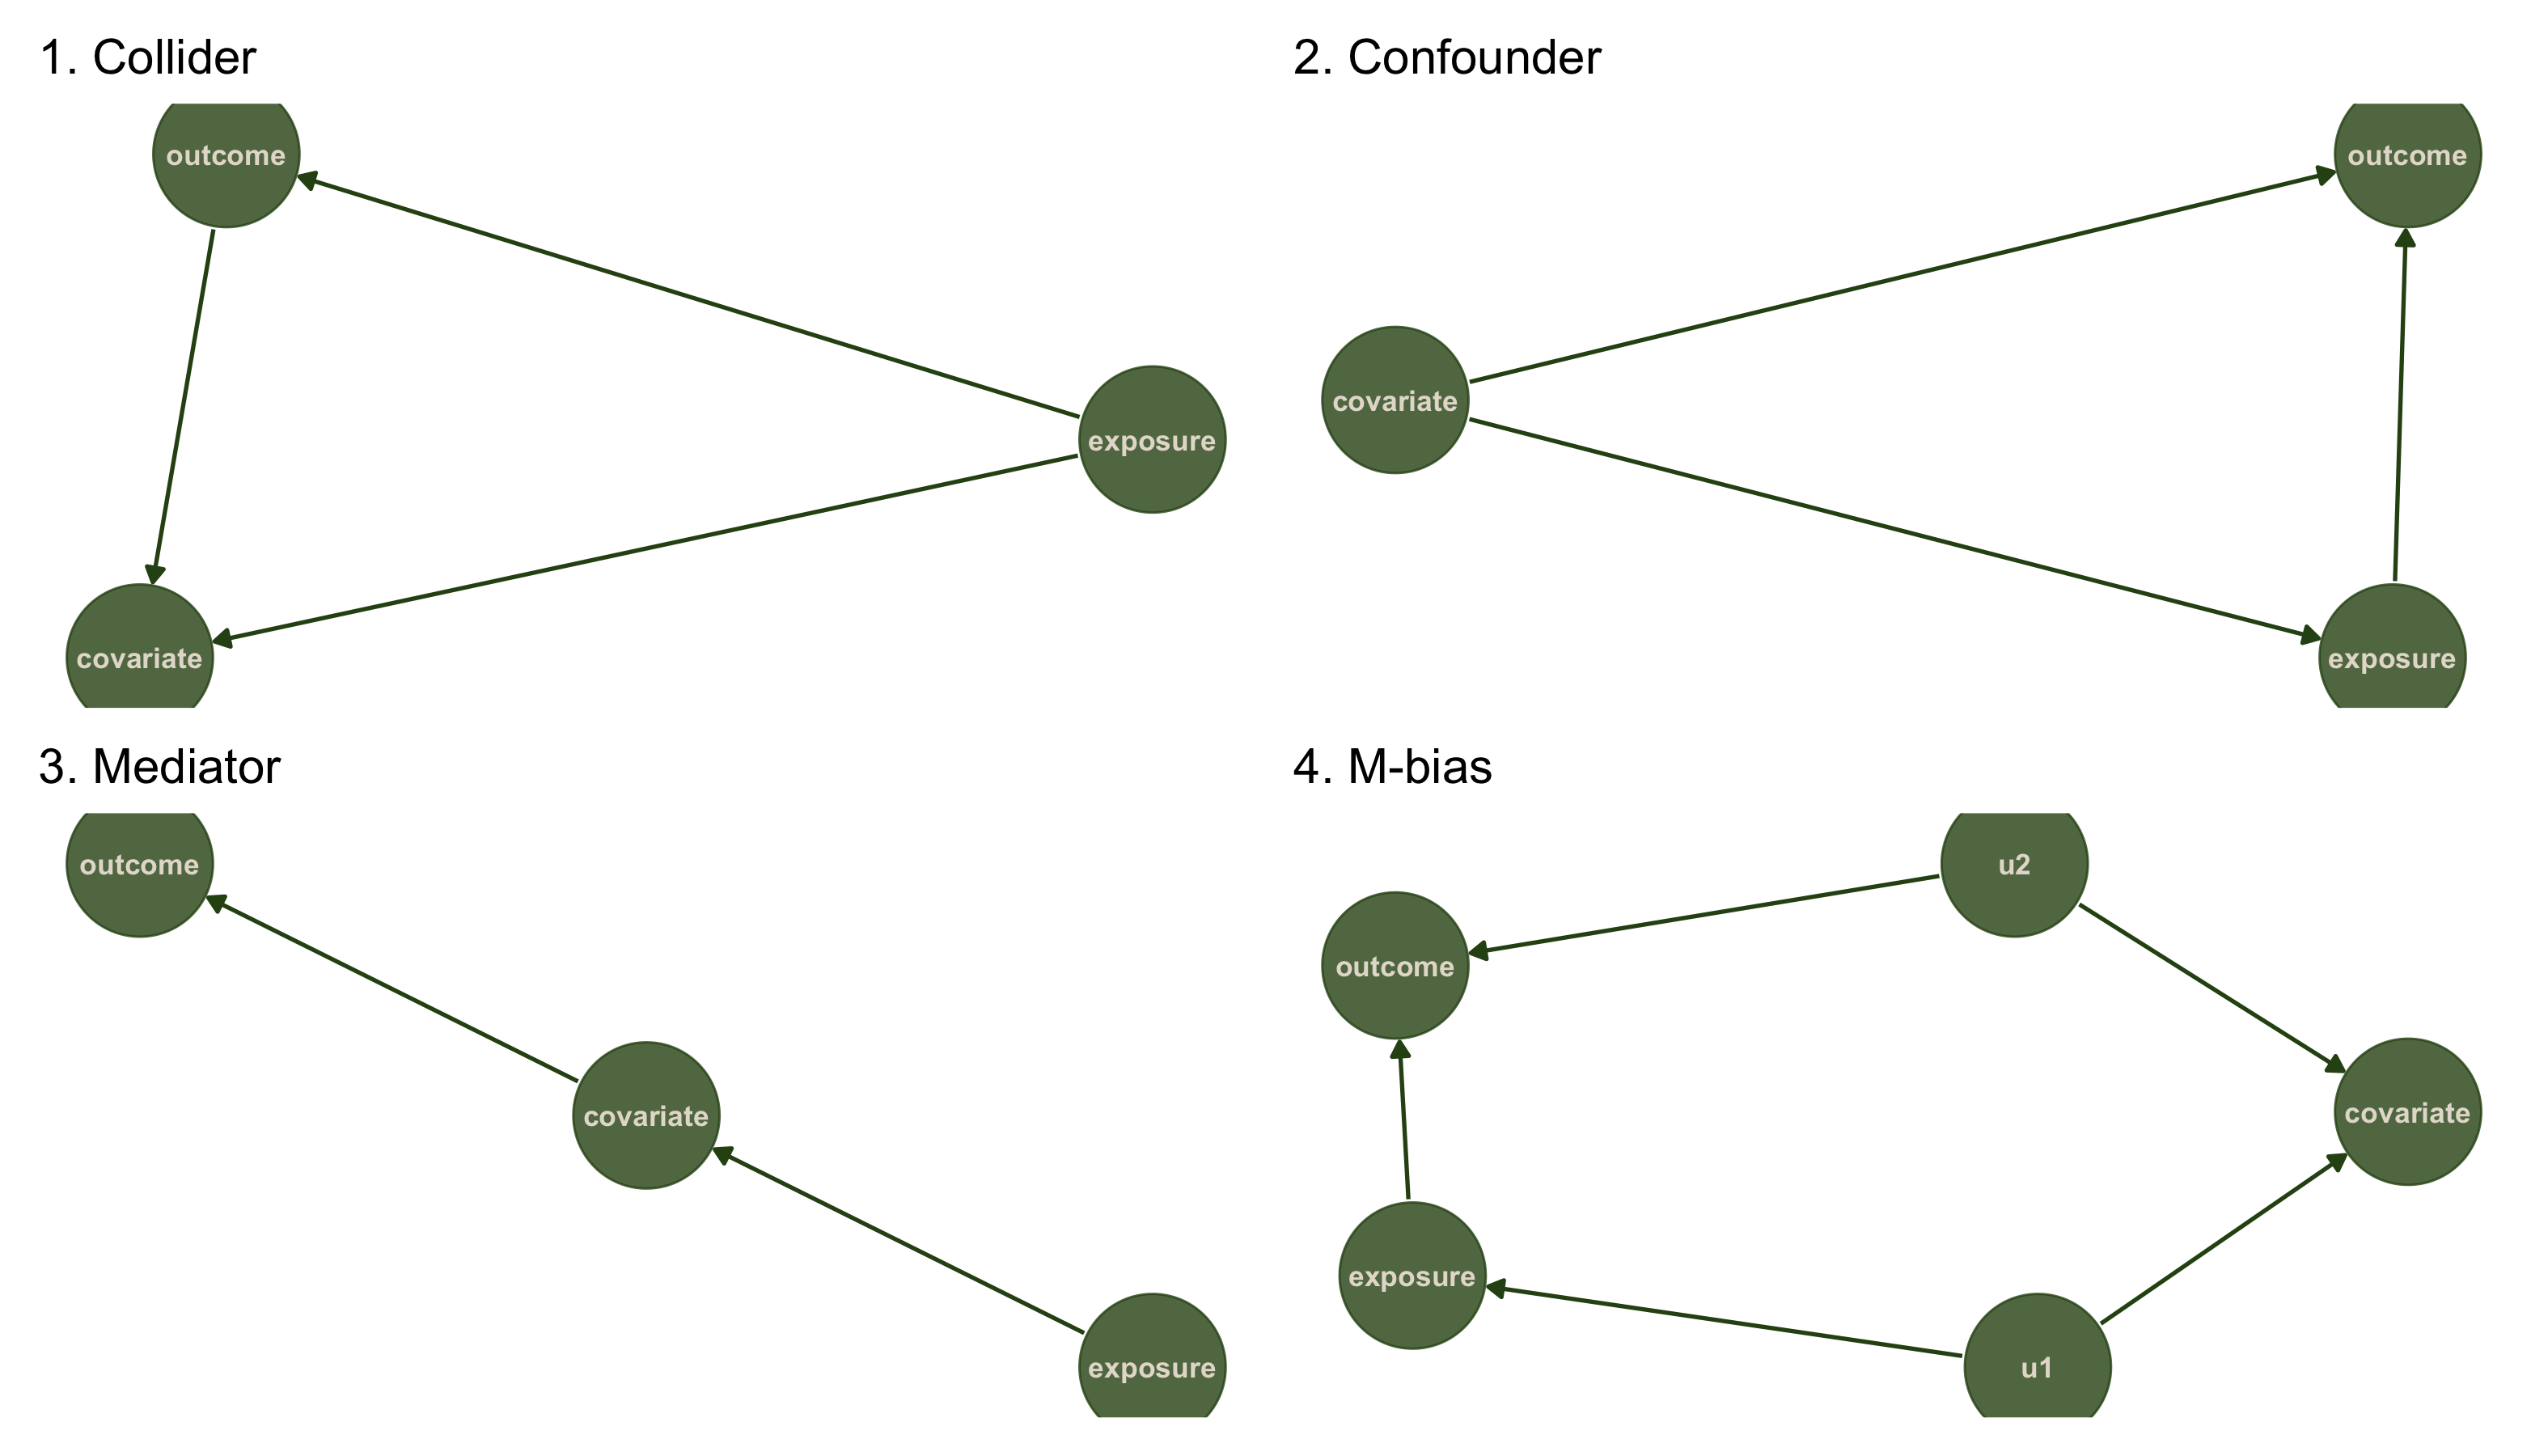 1. Collider
outcome
exposure
covariate
2. Confounder
outcome
covariate
exposure
3. Mediator
outcome
covariate
exposure
4. M-bias
u2
outcome
covariate
exposure
u1